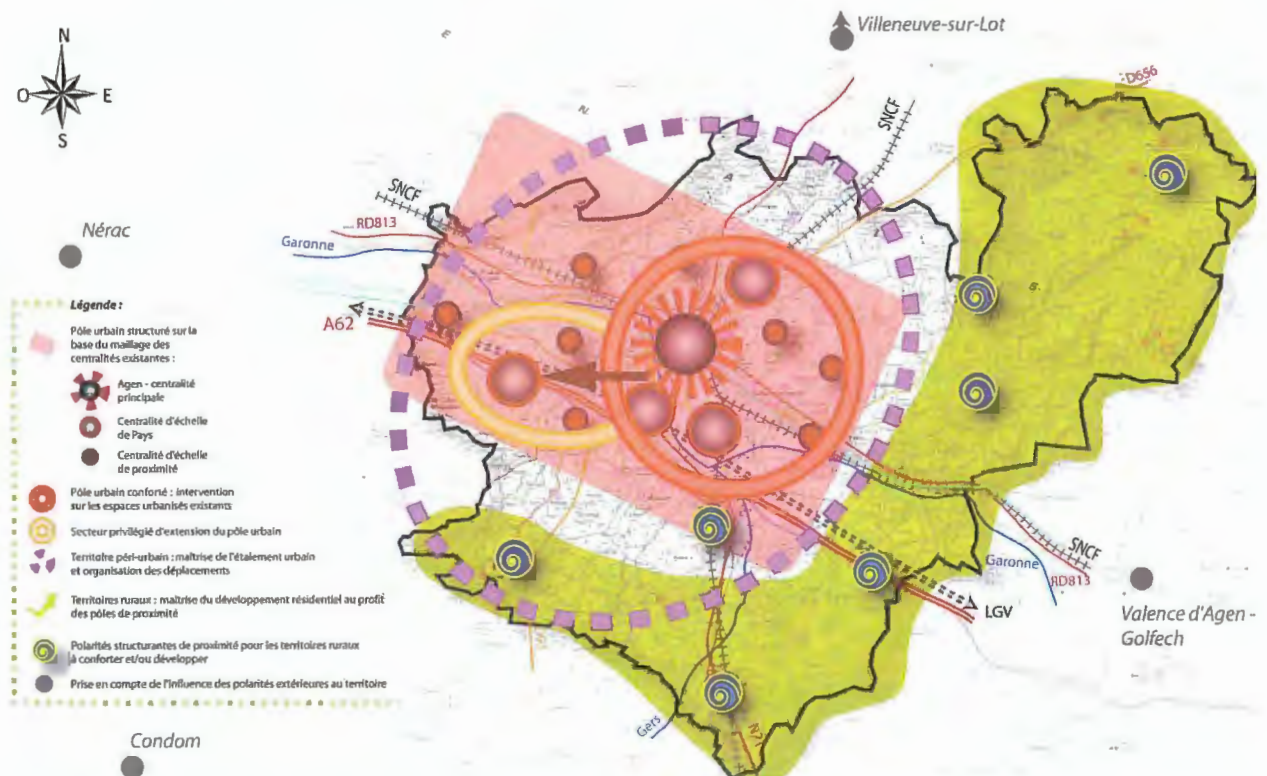 Villeneuve-sur-Lot
N
O
E
S
D656
SNCF
SNCF
RD813
Garonne
Nérac
A62
Légende :
Pôle urbain structuré sur la
base du maillage des
centralités existantes :
Agen - centralité
principale
Centralité d'échelle
de Pays
Centralité d'échelle
de proximité
Pôle urbain conforté : intervention
sur les espaces urbanisés existants
Secteur privilégié d'extension du pôle urbain
Territoire péri-urbain : maîtrise de l'étalement urbain
et organisation des déplacements
Territoires ruraux : maîtrise du développement résidentiel au profit
des pôles de proximité
Polarités structurantes de proximité pour les territoires ruraux
à conforter et/ou développer
Prise en compte de l'influence des polarités extérieures au territoire
SNCF
Garonne
RD813
LGV
Valence d'Agen -
Golfech
Gers
Condom